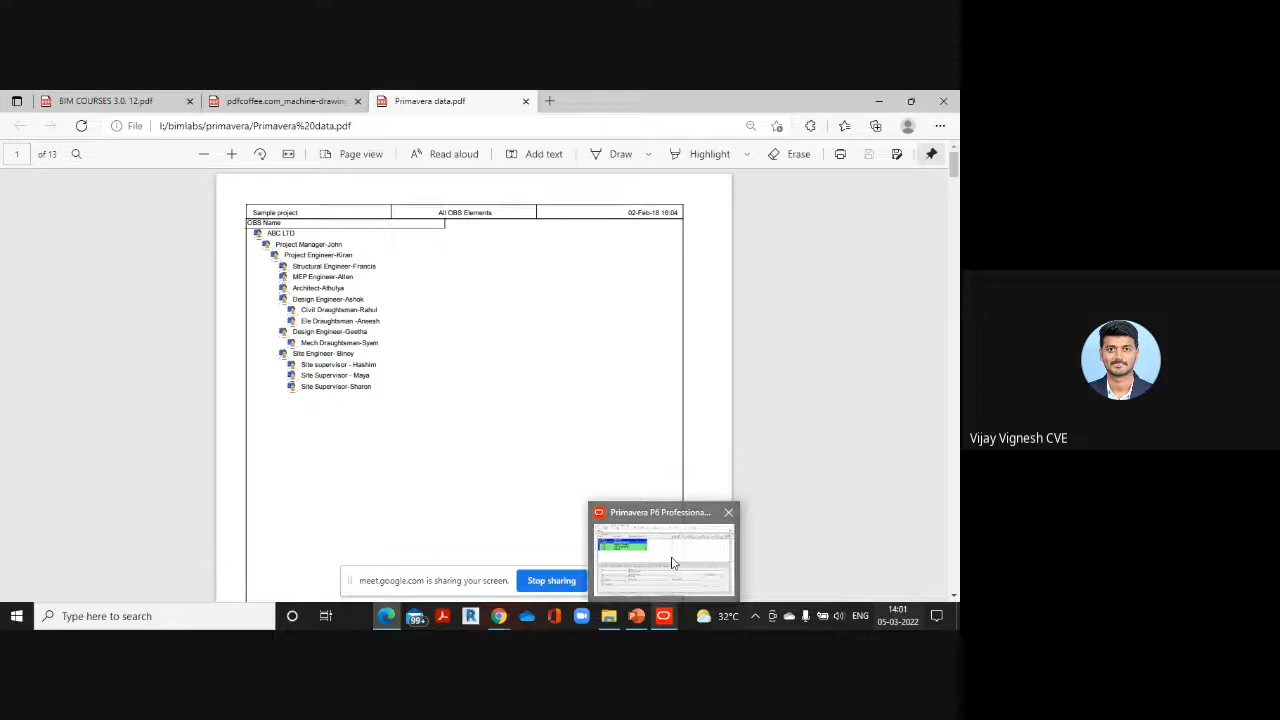 BIM COURSES 3.0. 12.pdf
pdfcoffee.com_machine-drawing
Primavera data.pdf
File
I:/bimlabs/primavera/Primavera%20data.pdf
1 of 13
Page view
Read aloud
Add text
Draw
Highlight
Erase
Sample project
All OBS Elements
02-Feb-18 16:04
OBS Name
ABC LTD
Project Manager-John
Project Engineer-Kiran
Structural Engineer-Francis
MEP Engineer-Allen
Architect-Athulya
Design Engineer-Ashok
Civil Draughtsman-Rahul
Ele Draughtsman -Aneesh
Design Engineer-Geetha
Mech Draughtsman-Syam
Site Engineer- Binoy
Site supervisor - Hashim
Site Supervisor - Maya
Site Supervisor-Sharon
Vijay Vignesh CVE
Primavera P6 Professiona...
meet.google.com is sharing your screen.
Stop sharing
Type here to search
99+
32°C
ENG
14:01
05-03-2022